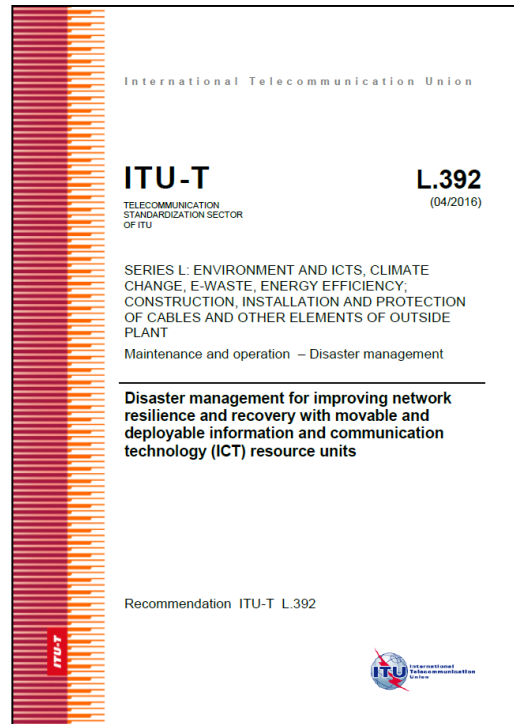 International Telecommunication Union
ITU-T
L.392
TELECOMMUNICATION
(04/2016)
STANDARDIZATION SECTOR
OF ITU
SERIES L: ENVIRONMENT AND ICTS, CLIMATE
CHANGE, E-WASTE, ENERGY EFFICIENCY;
CONSTRUCTION, INSTALLATION AND PROTECTION
OF CABLES AND OTHER ELEMENTS OF OUTSIDE
PLANT
Maintenance and operation – Disaster management
Disaster management for improving network
resilience and recovery with movable and
deployable information and communication
technology (ICT) resource units
Recommendation ITU-T L.392
ITU-T
International
Telecommunication
Union